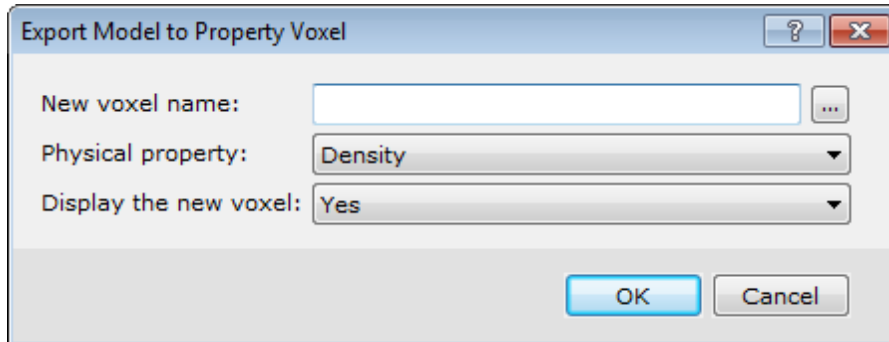 Export Model to Property Voxel ?
New voxel name: ...
Physical property: Density
Display the new voxel: Yes
OK Cancel